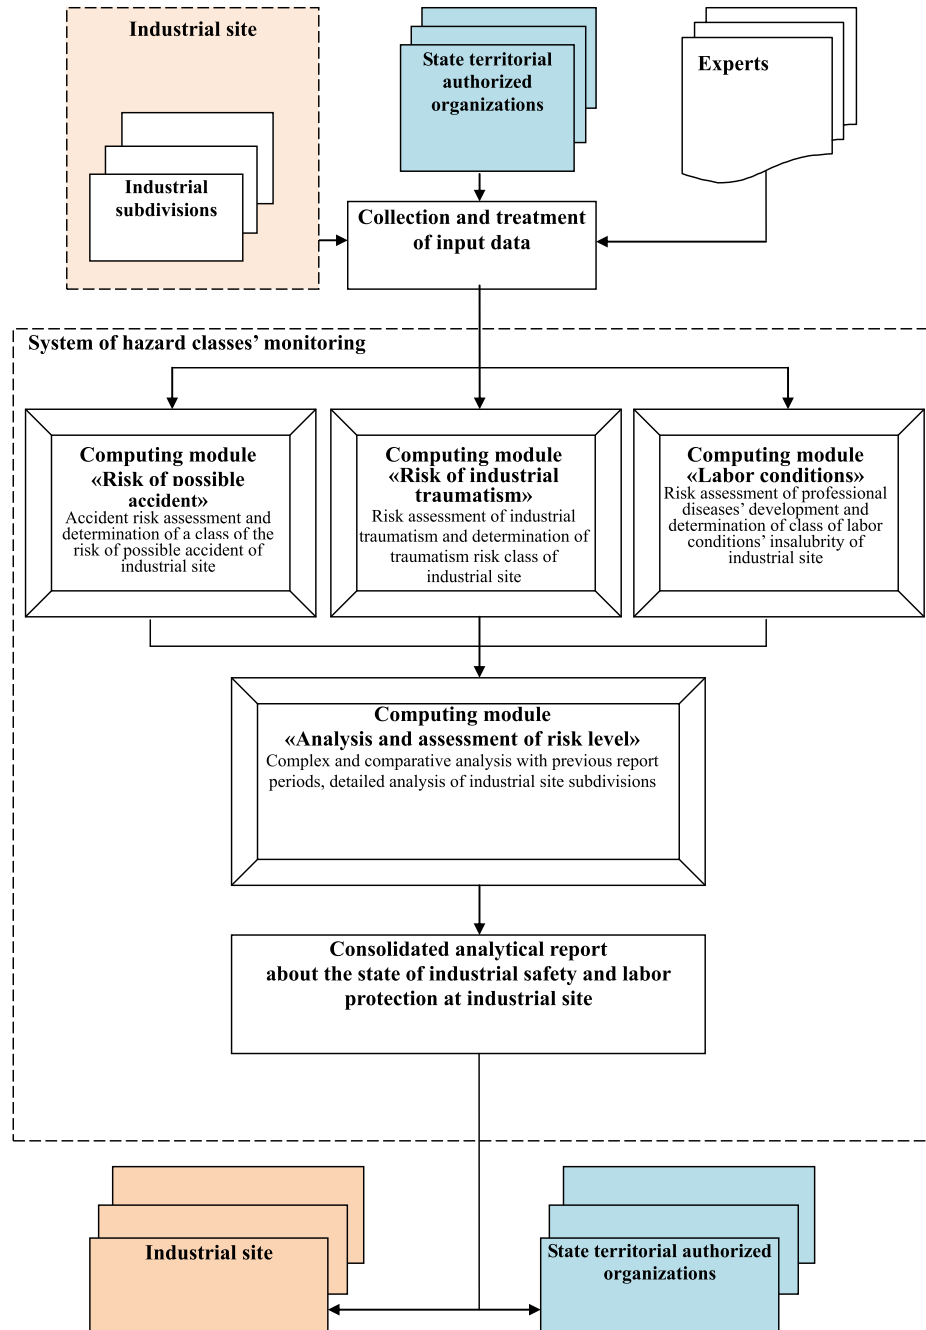 Industrial site
Industrial
subdivisions
State territorial
authorized
organizations
Experts
Collection and treatment
of input data
System of hazard classes’ monitoring
Computing module
«Risk of possible
accident»
Accident risk assessment and
determination of a class of the
risk of possible accident of
industrial site
Computing module
«Risk of industrial
traumatism»
Risk assessment of industrial
traumatism and determination of
traumatism risk class of
industrial site
Computing module
«Labor conditions»
Risk assessment of professional
diseases’ development and
determination of class of labor
conditions’ insalubrity of
industrial site
Computing module
«Analysis and assessment of risk level»
Complex and comparative analysis with previous report
periods, detailed analysis of industrial site subdivisions
Consolidated analytical report
about the state of industrial safety and labor
protection at industrial site
Industrial site
State territorial authorized
organizations